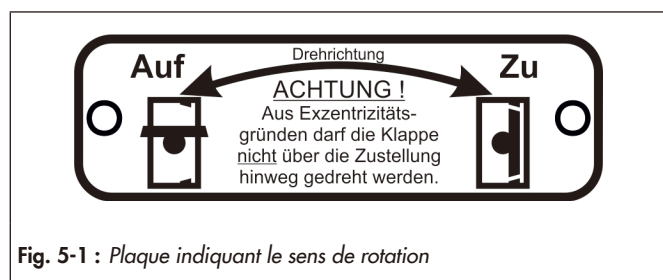 Auf
Drehrichtung
Zu
ACHTUNG !
Aus Exzentrizitäts-
gründen darf die Klappe
nicht über die Zustellung
hinweg gedreht werden.
Fig. 5-1 : Plaque indiquant le sens de rotation